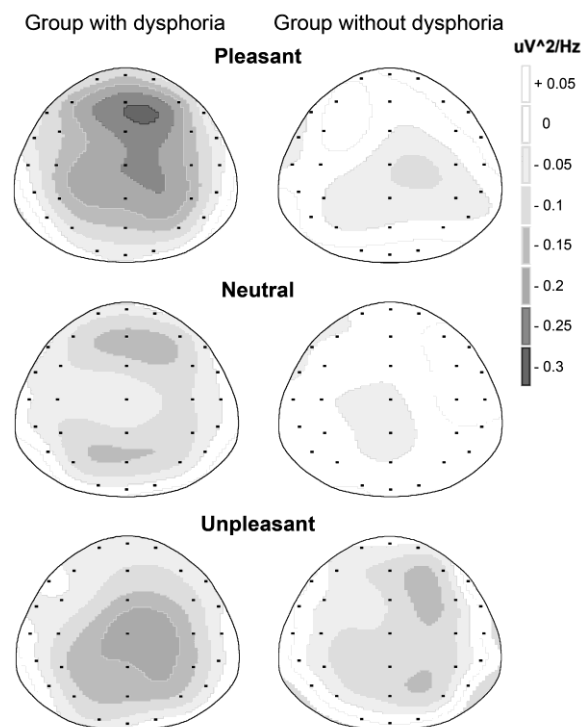 Group with dysphoria
Group without dysphoria
Pleasant
uV^2/Hz
+ 0.05
0
- 0.05
- 0.1
- 0.15
- 0.2
- 0.25
- 0.3
Neutral
Unpleasant